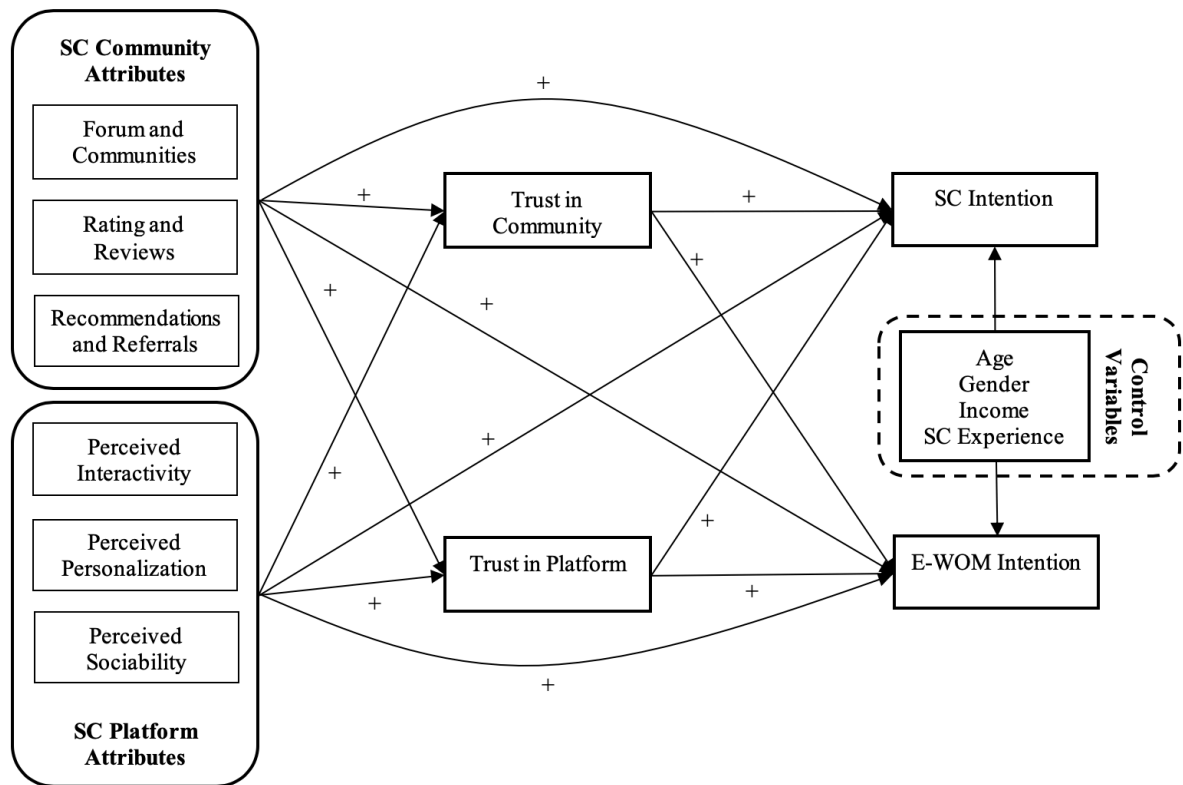 SC Community
Attributes
Forum and
Communities
Rating and
Reviews
Recommendations
and Referrals
Perceived
Interactivity
Perceived
Personalization
Perceived
Sociability
SC Platform
Attributes
+
+
+
+
+
+
+
+
Trust in
Community
Trust in Platform
+
+
+
+
SC Intention
Age
Gender
Income
SC Experience
Control
Variables
E-WOM Intention